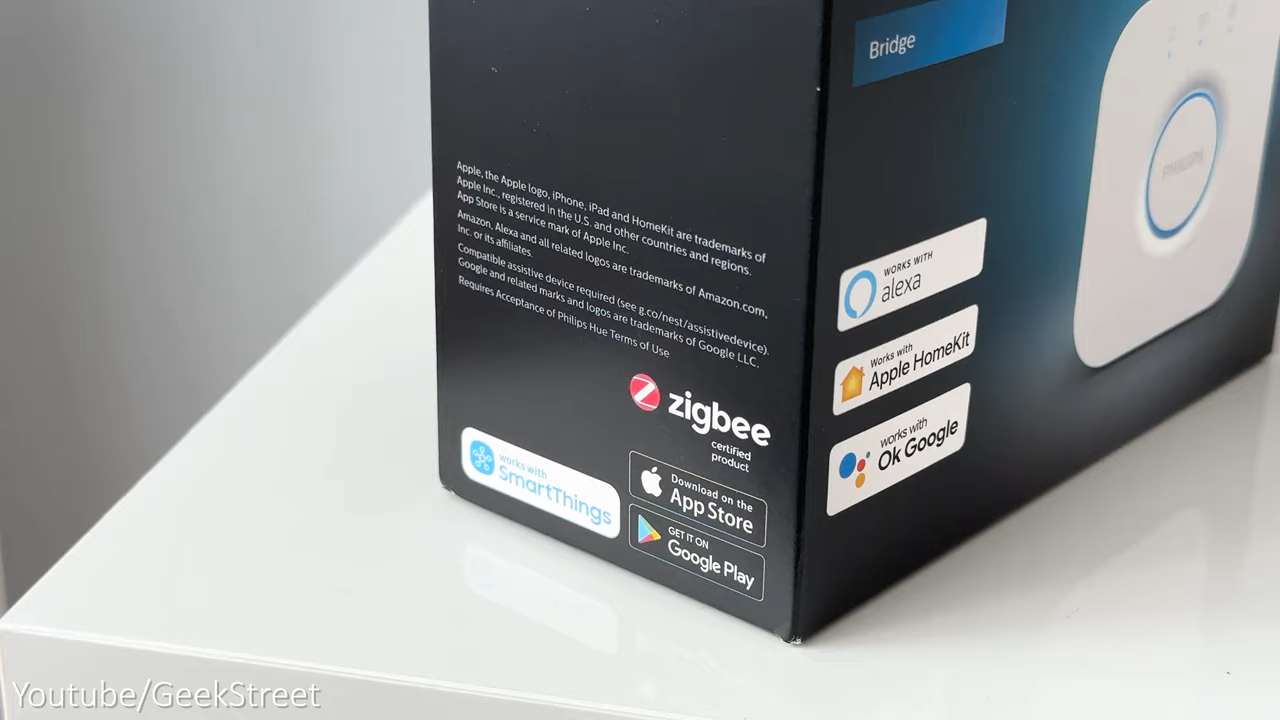 Bridge
PHILIPS
Apple, the Apple logo, iPhone, iPad and HomeKit are trademarks of
Apple Inc., registered in the U.S. and other countries and regions.
App Store is a service mark of Apple Inc.
Amazon, Alexa and all related logos are trademarks of Amazon.com,
Inc. or its affiliates.
Compatible assistive device required (see g.co/nest/assistivedevice).
Google and related marks and logos are trademarks of Google LLC.
Requires Acceptance of Philips Hue Terms of Use
zigbee
certified
product
works with
SmartThings
Download on the
App Store
GET IT ON
Google Play
WORKS WITH
alexa
Works with
Apple HomeKit
works with
Ok Google
Youtube/GeekStreet